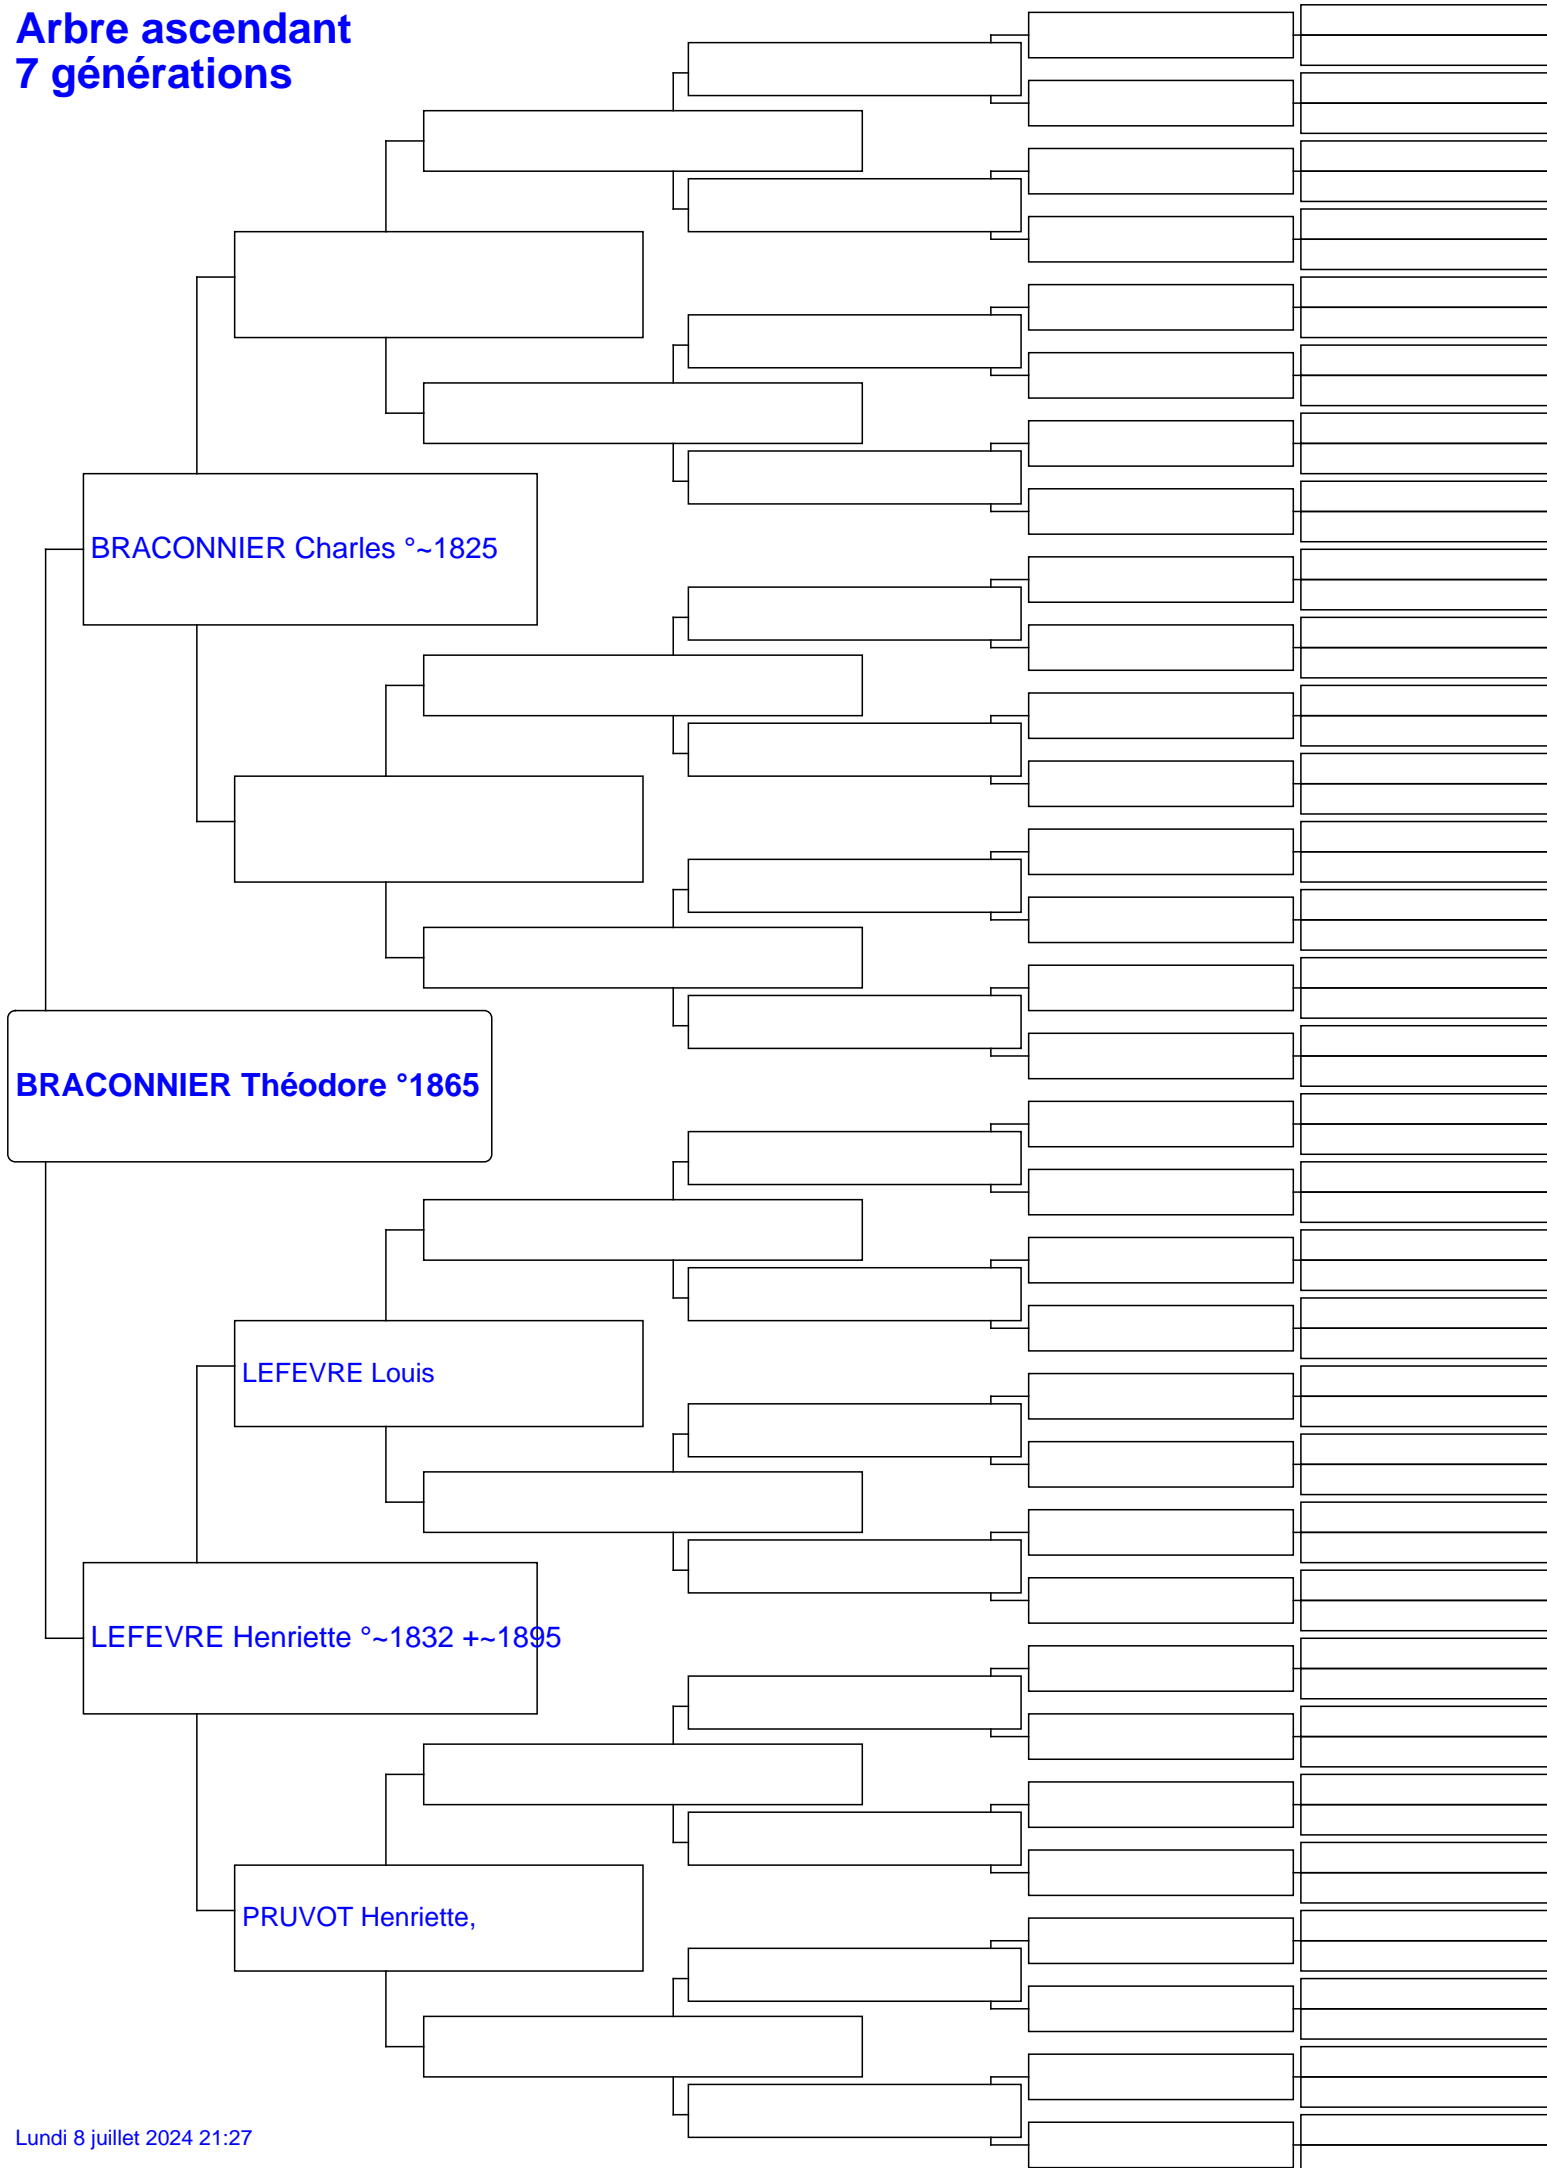 Arbre ascendant
7 générations
BRACONNIER Charles °~1825
BRACONNIER Théodore °1865
LEFEVRE Louis
LEFEVRE Henriette °~1832 +~1895
PRUVOT Henriette,
Lundi 8 juillet 2024 21:27